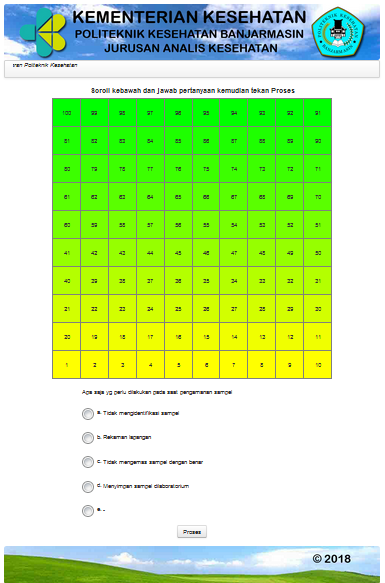 KEMENTERIAN KESEHATAN
POLITEKNIK KESEHATAN BANJARMASIN
JURUSAN ANALIS KESEHATAN
ran Politeknik Kesehatan
Scroll kebawah dan jawab pertanyaan kemudian tekan Proses
100 99 98 97 96 95 94 93 92 91
81 82 83 84 85 86 87 88 89 90
80 79 78 77 76 75 74 73 72 71
61 62 63 64 65 66 67 68 69 70
60 59 58 57 56 55 54 53 52 51
41 42 43 44 45 46 47 48 49 50
40 39 38 37 36 35 34 33 32 31
21 22 23 24 25 26 27 28 29 30
20 19 18 17 16 15 14 13 12 11
1 2 3 4 5 6 7 8 9 10
Apa saja yg perlu dilakukan pada saat pengamanan sampel
a. Tidak mengidentifikasi sampel
b. Rekaman lapangan
c. Tidak mengemas sampel dengan benar
d. Menyimpan sampel dilaboratorium
e. -
Proses
© 2018